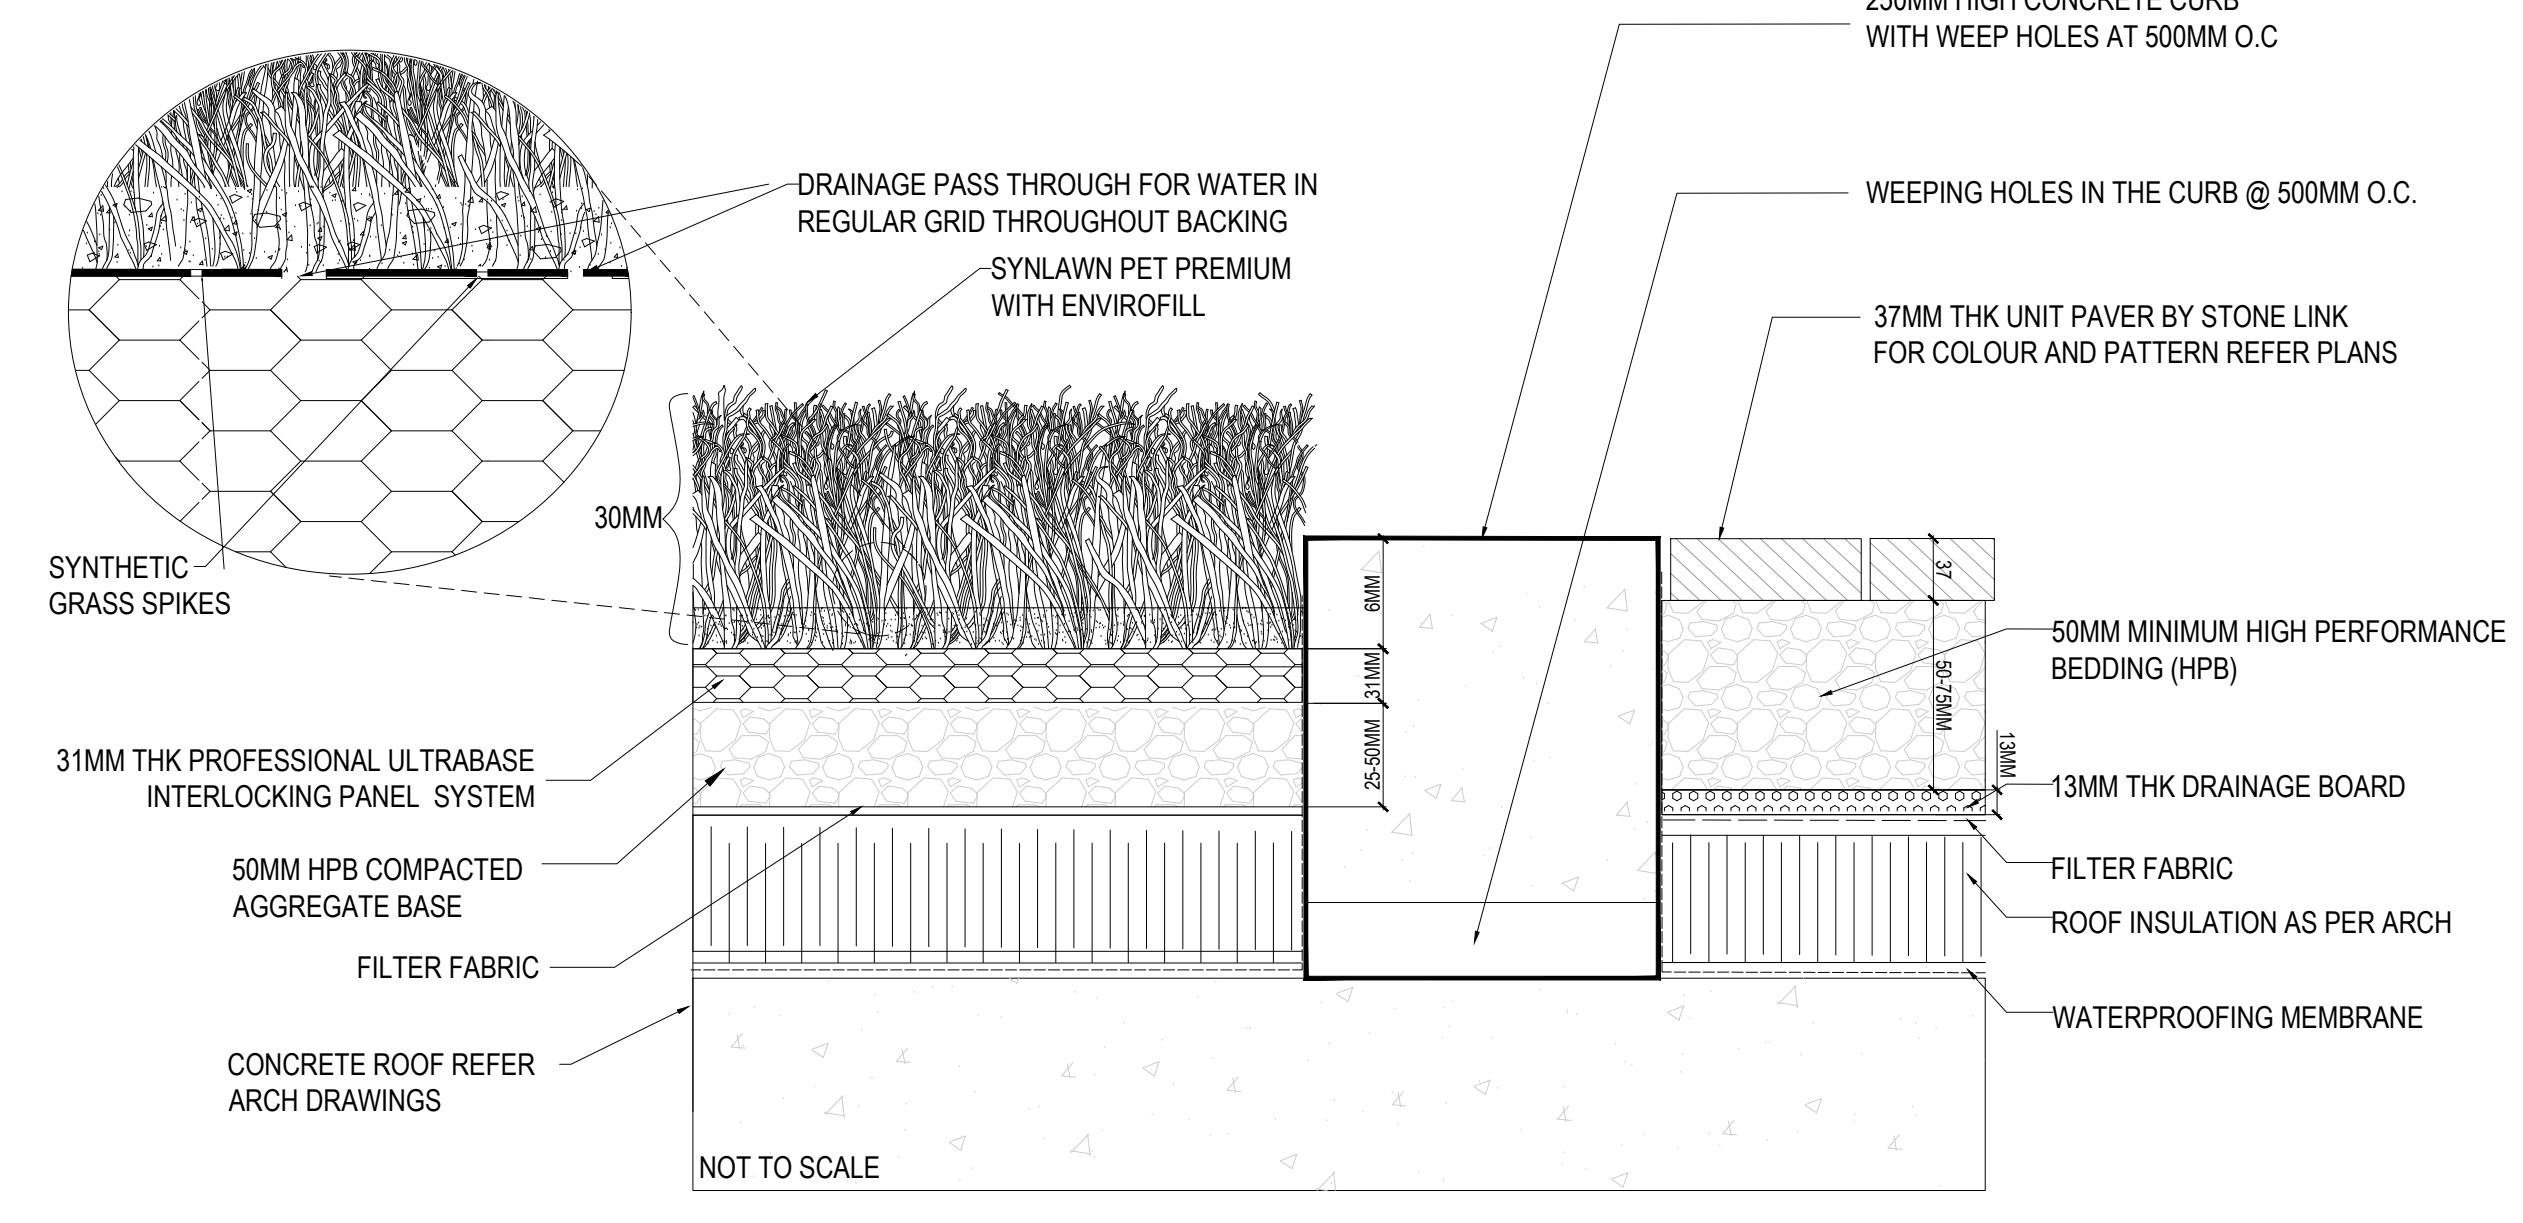 250MM HIGH CONCRETE CURB
WITH WEEP HOLES AT 500MM O.C
DRAINAGE PASS THROUGH FOR WATER IN
REGULAR GRID THROUGHOUT BACKING
WEEPING HOLES IN THE CURB @ 500MM O.C.
SYNLAWN PET PREMIUM
WITH ENVIROFILL
37MM THK UNIT PAVER BY STONE LINK
FOR COLOUR AND PATTERN REFER PLANS
30MM
SYNTHETIC
GRASS SPIKES
6MM
31MM
25-50MM
37
50-75MM
13MM
50MM MINIMUM HIGH PERFORMANCE
BEDDING (HPB)
31MM THK PROFESSIONAL ULTRABASE
INTERLOCKING PANEL SYSTEM
13MM THK DRAINAGE BOARD
50MM HPB COMPACTED
AGGREGATE BASE
FILTER FABRIC
ROOF INSULATION AS PER ARCH
FILTER FABRIC
WATERPROOFING MEMBRANE
CONCRETE ROOF REFER
ARCH DRAWINGS
NOT TO SCALE